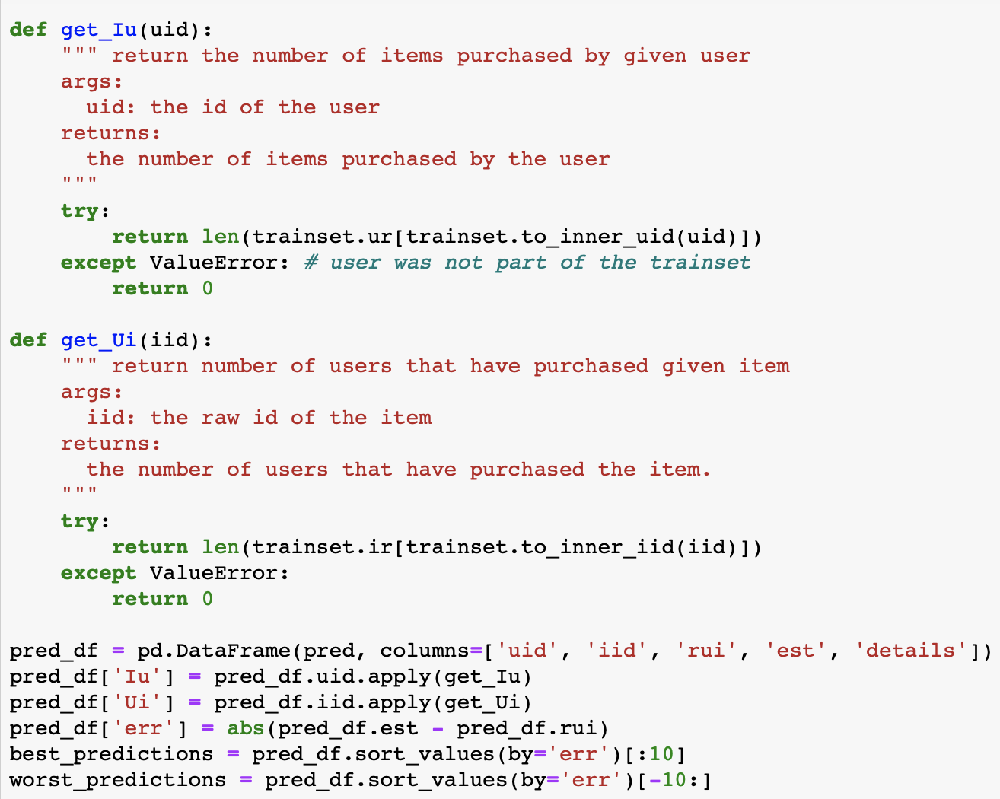 def get_Iu(uid):
    """ return the number of items purchased by given user
    args:
      uid: the id of the user
    returns:
      the number of items purchased by the user
    """
    try:
        return len(trainset.ur[trainset.to_inner_uid(uid)])
    except ValueError: # user was not part of the trainset
        return 0

def get_Ui(iid):
    """ return number of users that have purchased given item
    args:
      iid: the raw id of the item
    returns:
      the number of users that have purchased the item.
    """
    try:
        return len(trainset.ir[trainset.to_inner_iid(iid)])
    except ValueError:
        return 0

pred_df = pd.DataFrame(pred, columns=['uid', 'iid', 'rui', 'est', 'details'])
pred_df['Iu'] = pred_df.uid.apply(get_Iu)
pred_df['Ui'] = pred_df.iid.apply(get_Ui)
pred_df['err'] = abs(pred_df.est - pred_df.rui)
best_predictions = pred_df.sort_values(by='err')[:10]
worst_predictions = pred_df.sort_values(by='err')[-10:]